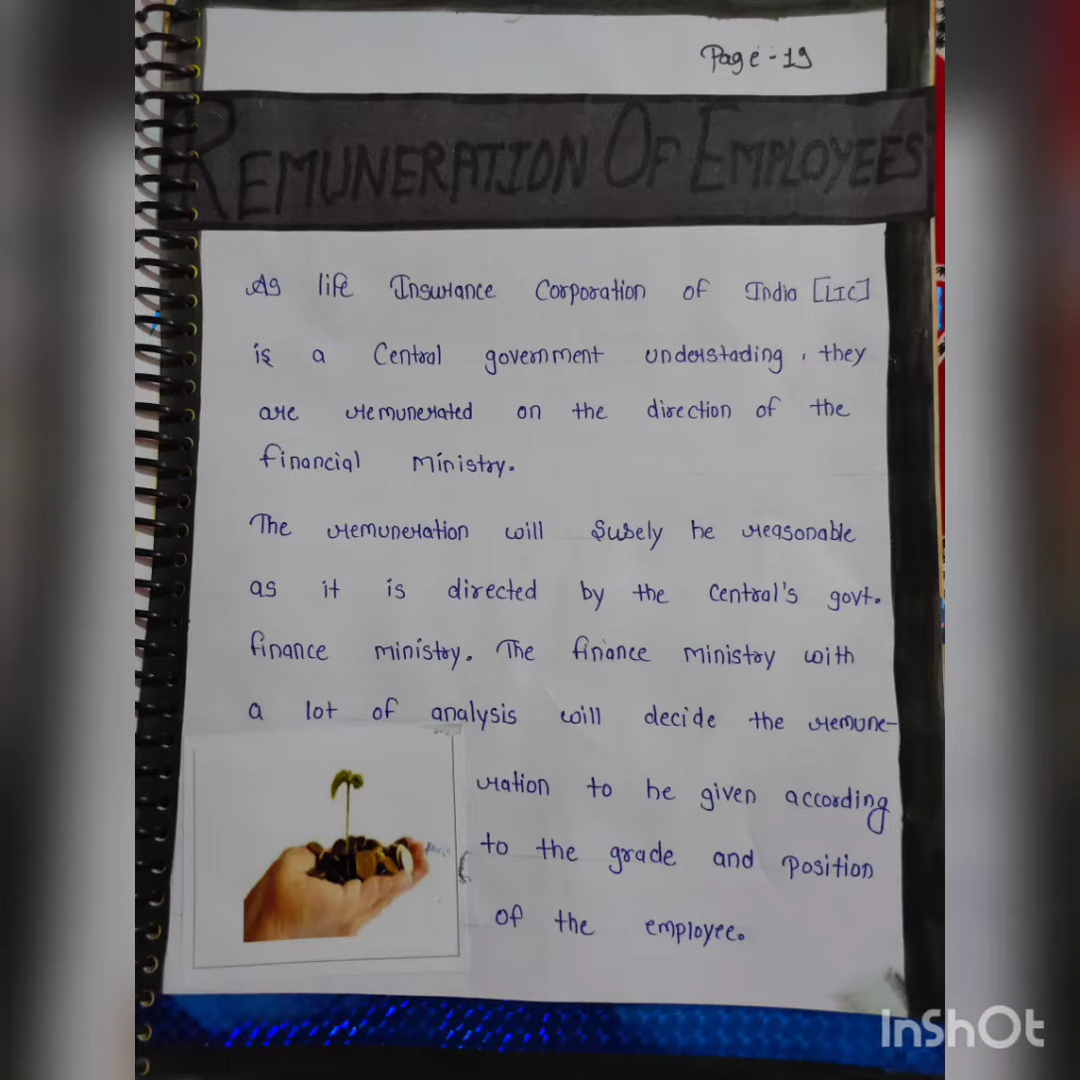 Page - 19
REMUNERATION OF EMPLOYEES
As life Insurance Corporation of India [LIC]
is a Central government understading, they
are remunerated on the direction of the
financial ministry.
The remuneration will surely be reasonable
as it is directed by the Central's govt.
finance ministry. The finance ministry with
a lot of analysis will decide the remune-
ration to be given according
to the grade and position
of the employee.
InShOt